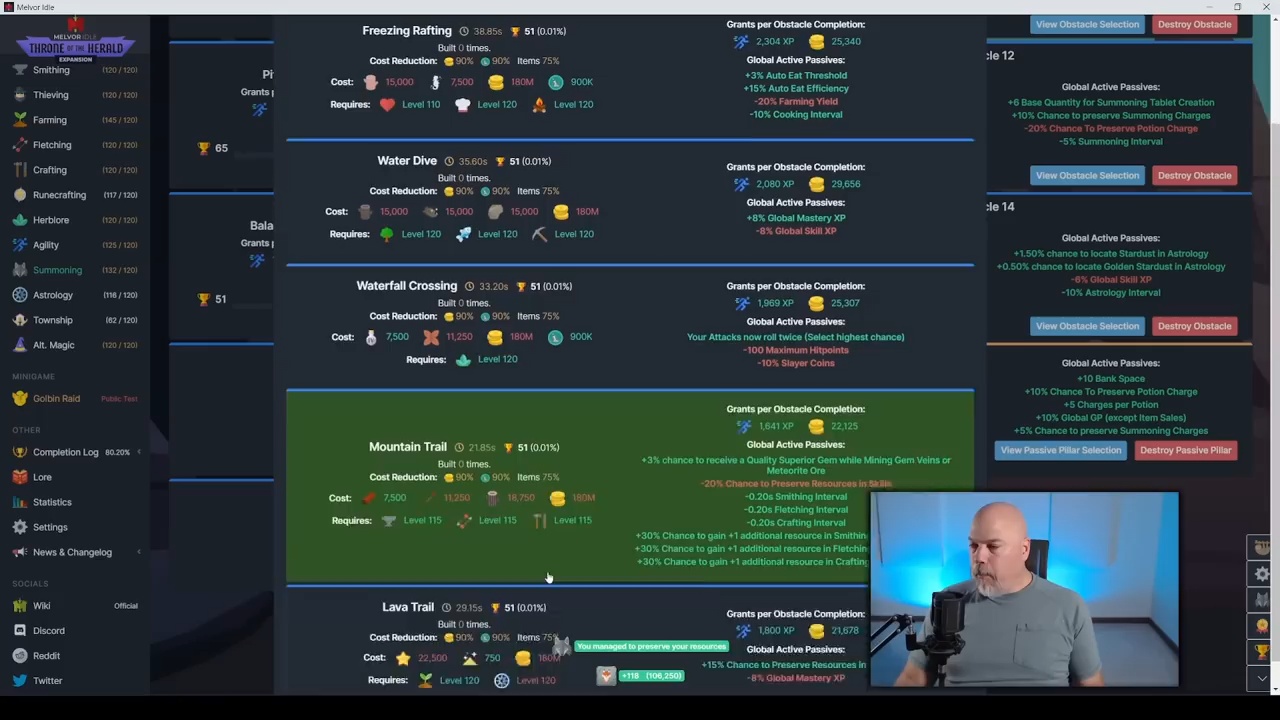 Melvor Idle
MELVOR IDLE
THRONE OF THE HERALD
EXPANSION
Smithing (120 / 120)
Thieving (120 / 120)
Farming (145 / 120)
Fletching (120 / 120)
Crafting (120 / 120)
Runecrafting (117 / 120)
Herblore (120 / 120)
Agility (125 / 120)
Summoning (132 / 120)
Astrology (116 / 120)
Township (62 / 120)
Alt. Magic (120 / 120)
MINIGAME
Golbin Raid Public Test
OTHER
Completion Log 80.20%
Lore
Statistics
Settings
News & Changelog
SOCIALS
Wiki Official
Discord
Reddit
Twitter
Grants
65
Bala
Grants
51
Freezing Rafting 38.85s 51 (0.01%)
Built 0 times.
Cost Reduction: 90% 90% Items 75%
Cost: 15,000 7,500 180M 900K
Requires: Level 110 Level 120 Level 120
Grants per Obstacle Completion:
2,304 XP 25,340
Global Active Passives:
+3% Auto Eat Threshold
+15% Auto Eat Efficiency
-20% Farming Yield
-10% Cooking Interval
Water Dive 35.60s 51 (0.01%)
Built 0 times.
Cost Reduction: 90% 90% Items 75%
Cost: 15,000 15,000 15,000 180M
Requires: Level 120 Level 120 Level 120
Grants per Obstacle Completion:
2,080 XP 29,656
Global Active Passives:
+8% Global Mastery XP
-8% Global Skill XP
Waterfall Crossing 33.20s 51 (0.01%)
Built 0 times.
Cost Reduction: 90% 90% Items 75%
Cost: 7,500 11,250 180M 900K
Requires: Level 120
Grants per Obstacle Completion:
1,969 XP 25,307
Global Active Passives:
Your Attacks now roll twice (Select highest chance)
-100 Maximum Hitpoints
-10% Slayer Coins
Mountain Trail 21.85s 51 (0.01%)
Built 0 times.
Cost Reduction: 90% 90% Items 75%
Cost: 7,500 11,250 18,750 180M
Requires: Level 115 Level 115 Level 115
Grants per Obstacle Completion:
1,641 XP 22,125
Global Active Passives:
+3% chance to receive a Quality Superior Gem while Mining Gem Veins or
Meteorite Ore
-20% Chance to Preserve Resources in Skills
-0.20s Smithing Interval
-0.20s Fletching Interval
-0.20s Crafting Interval
+30% Chance to gain +1 additional resource in Smithin
+30% Chance to gain +1 additional resource in Fletchin
+30% Chance to gain +1 additional resource in Crafting
Lava Trail 29.15s 51 (0.01%)
Built 0 times.
Cost Reduction: 90% 90% Items 75%
Cost: 22,500 750 180M
Requires: Level 120 Level 120
Grants per Obstacle Completion:
1,800 XP 21,678
Global Active Passives:
+15% Chance to Preserve Resources in
-8% Global Mastery XP
You managed to preserve your resources
+118 (106,250)
View Obstacle Selection Destroy Obstacle
cle 12
Global Active Passives:
+6 Base Quantity for Summoning Tablet Creation
+10% Chance to preserve Summoning Charges
-20% Chance To Preserve Potion Charge
-5% Summoning Interval
View Obstacle Selection Destroy Obstacle
cle 14
Global Active Passives:
+1.50% chance to locate Stardust in Astrology
+0.50% chance to locate Golden Stardust in Astrology
-6% Global Skill XP
-10% Astrology Interval
View Obstacle Selection Destroy Obstacle
Global Active Passives:
+10 Bank Space
+10% Chance To Preserve Potion Charge
+5 Charges per Potion
+10% Global GP (except Item Sales)
+5% Chance to preserve Summoning Charges
View Passive Pillar Selection Destroy Passive Pillar